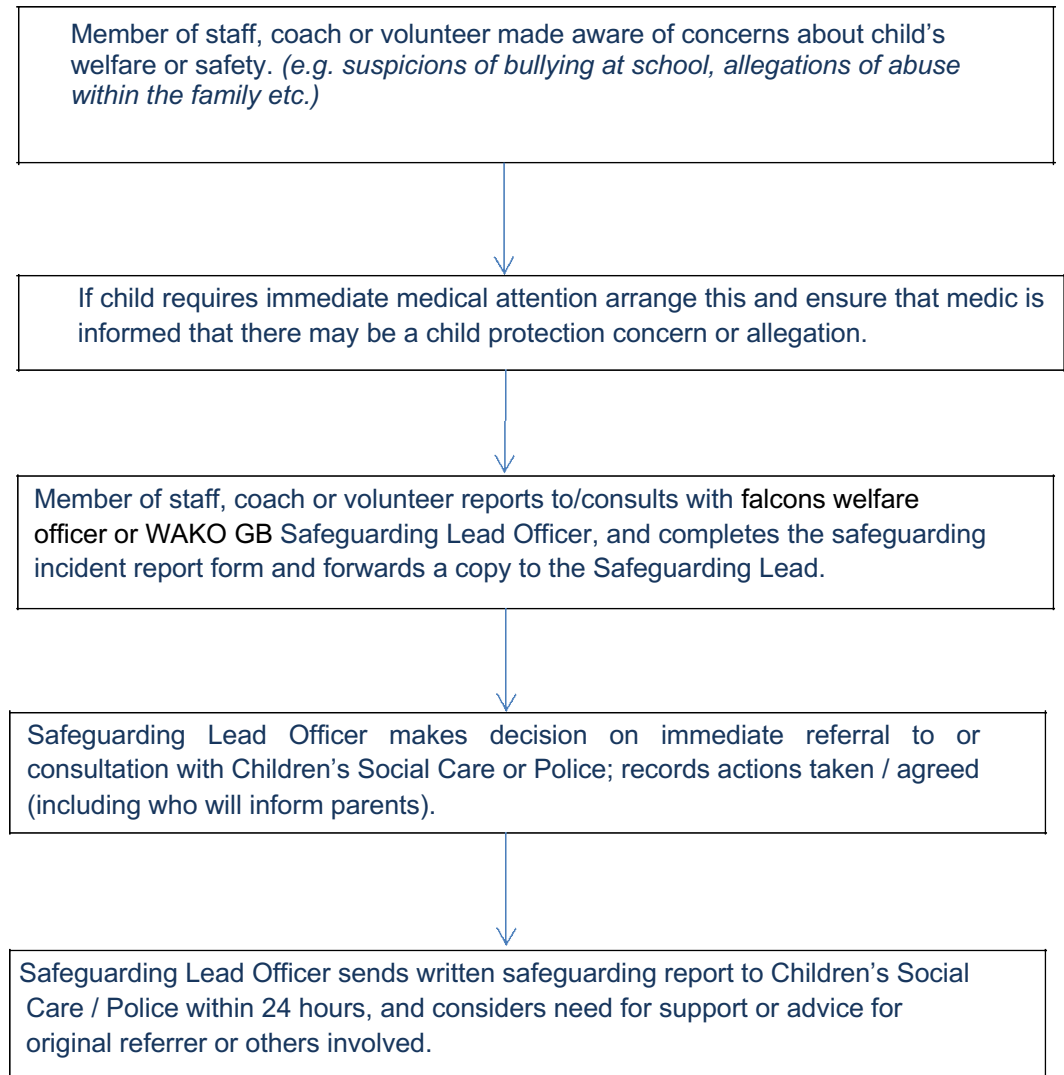 Member of staff, coach or volunteer made aware of concerns about child’s
welfare or safety. (e.g. suspicions of bullying at school, allegations of abuse
within the family etc.)
If child requires immediate medical attention arrange this and ensure that medic is
informed that there may be a child protection concern or allegation.
Member of staff, coach or volunteer reports to/consults with falcons welfare
officer or WAKO GB Safeguarding Lead Officer, and completes the safeguarding
incident report form and forwards a copy to the Safeguarding Lead.
Safeguarding Lead Officer makes decision on immediate referral to or
consultation with Children’s Social Care or Police; records actions taken / agreed
(including who will inform parents).
Safeguarding Lead Officer sends written safeguarding report to Children’s Social
Care / Police within 24 hours, and considers need for support or advice for
original referrer or others involved.